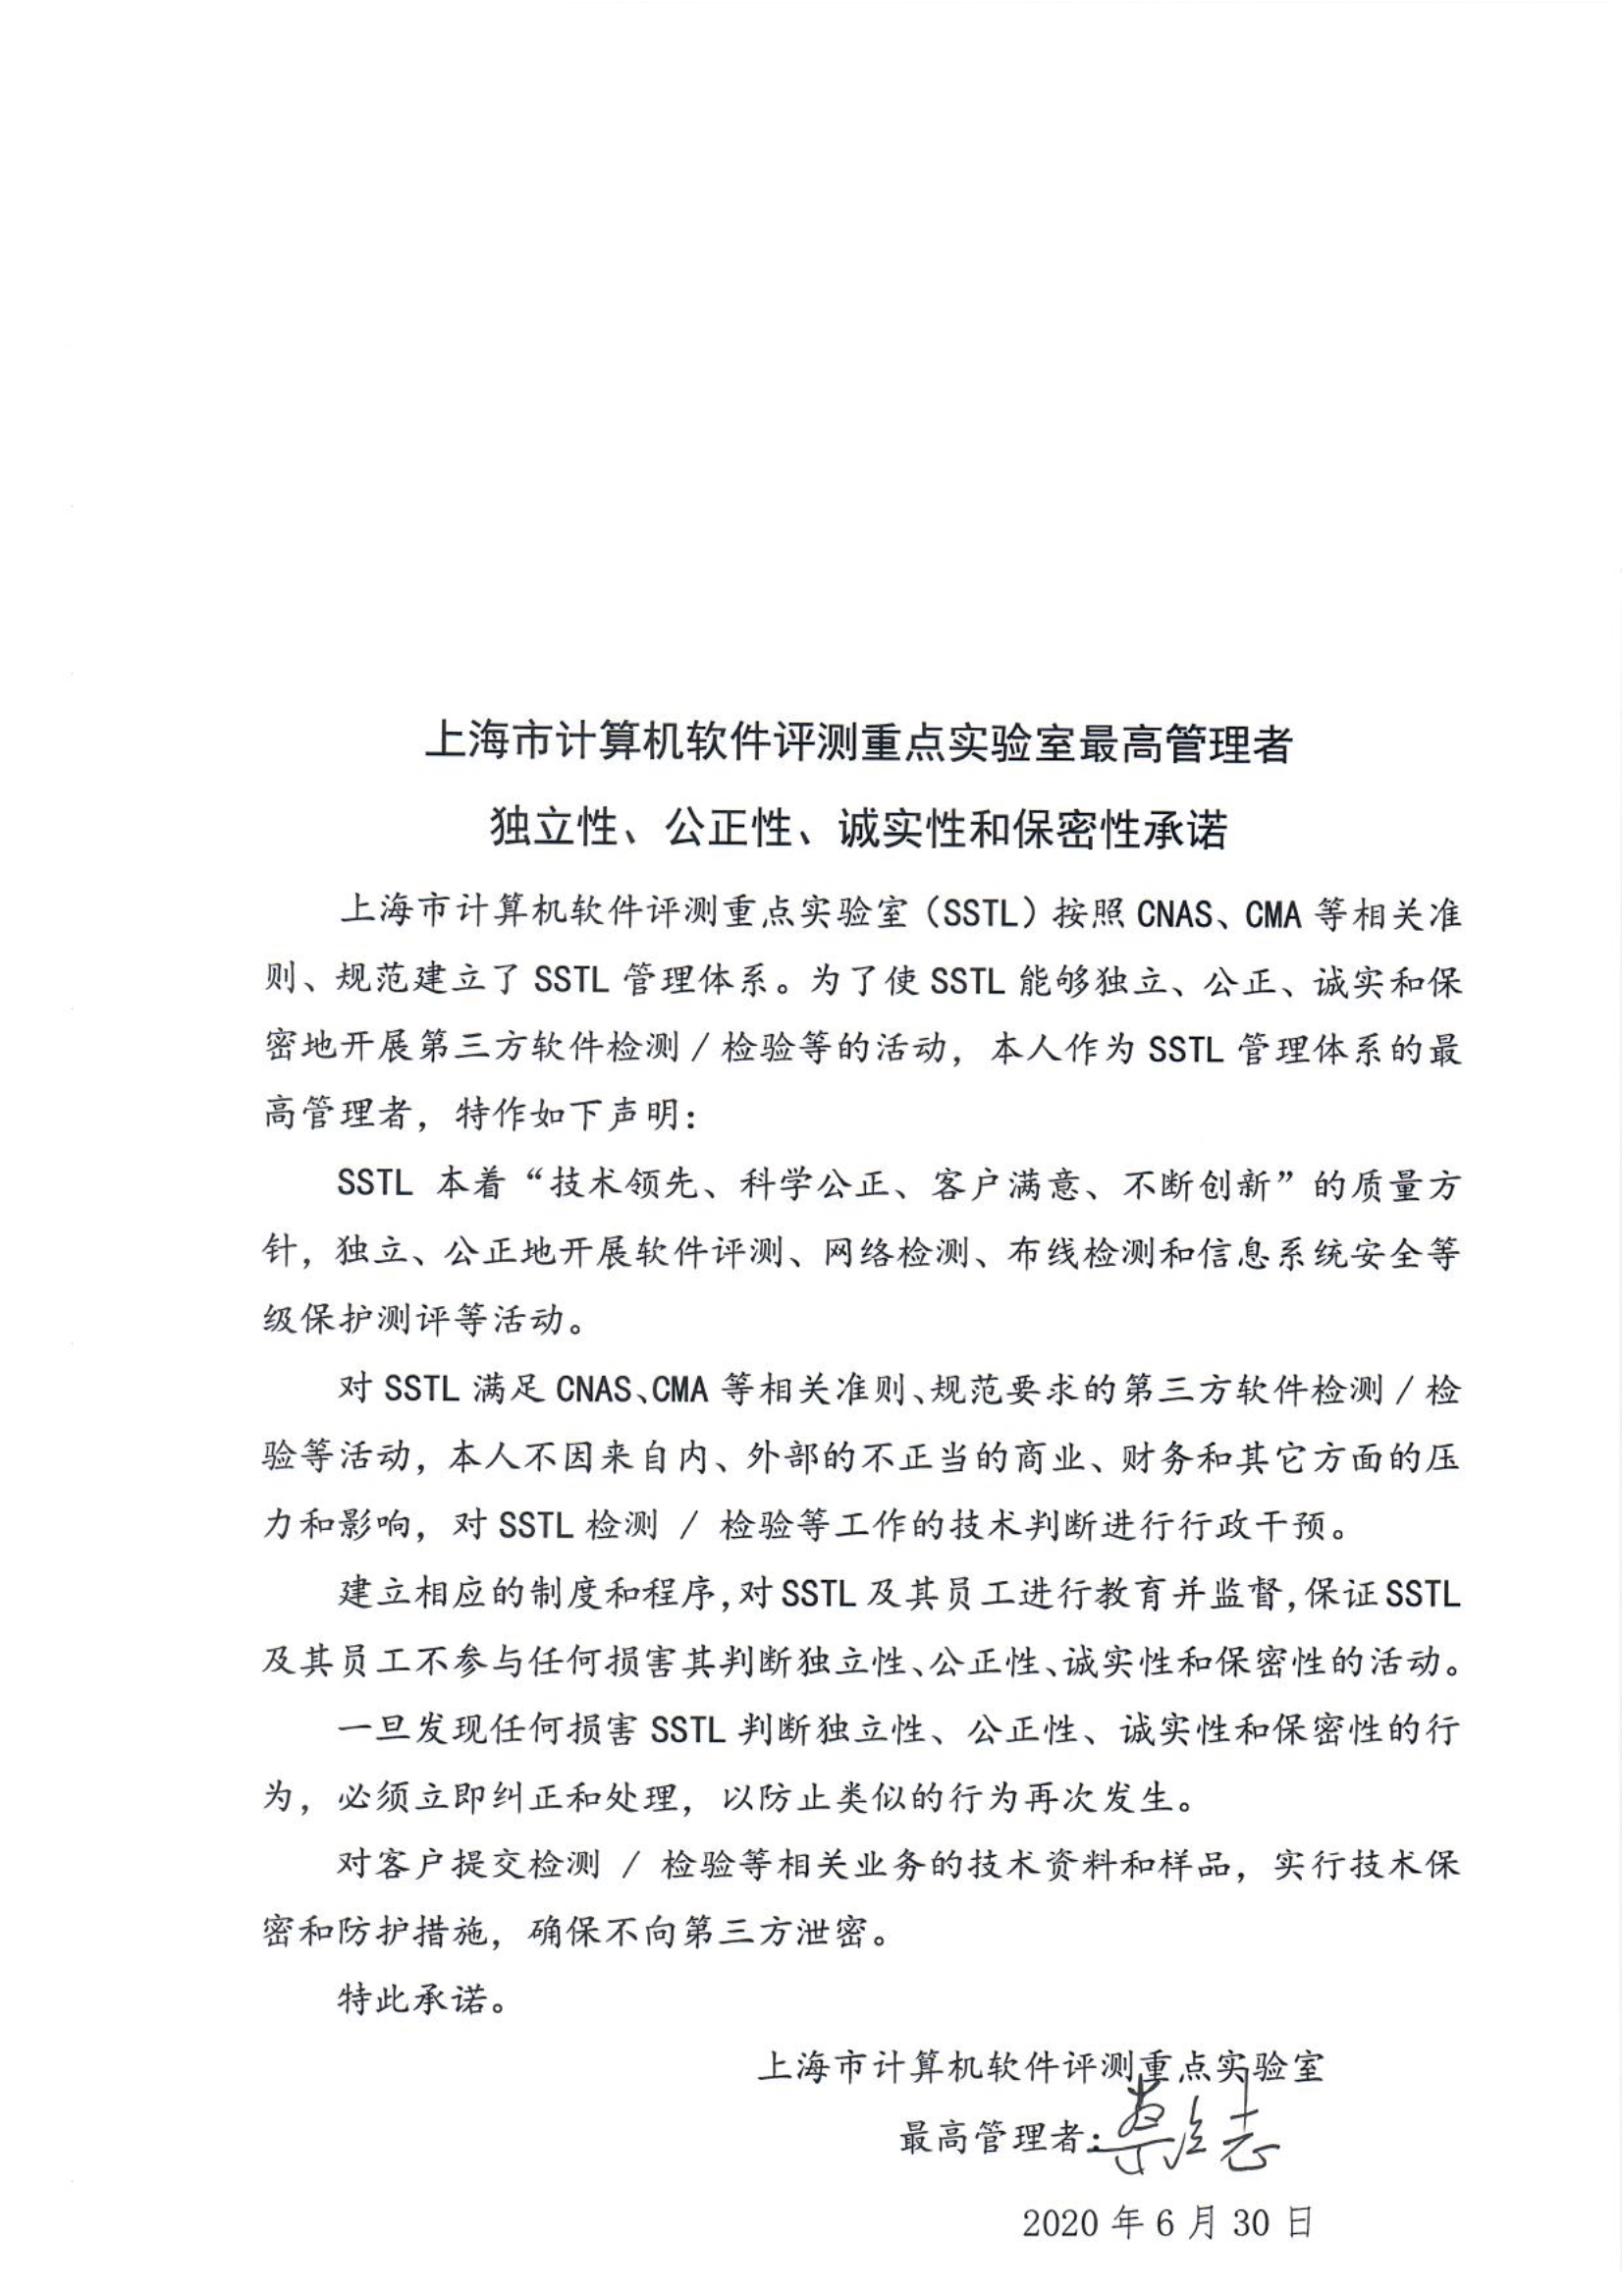 上海市计算机软件评测重点实验室最高管理者
独立性、公正性、诚实性和保密性承诺
上海市计算机软件评测重点实验室（SSTL）按照 CNAS、CMA 等相关准
则、规范建立了 SSTL 管理体系。为了使 SSTL 能够独立、公正、诚实和保
密地开展第三方软件检测/检验等的活动，本人作为 SSTL 管理体系的最
高管理者，特作如下声明：
SSTL 本着“技术领先、科学公正、客户满意、不断创新”的质量方
针，独立、公正地开展软件评测、网络检测、布线检测和信息系统安全等
级保护测评等活动。
对 SSTL 满足 CNAS、CMA 等相关准则、规范要求的第三方软件检测/检
验等活动，本人不因来自内、外部的不正当的商业、财务和其它方面的压
力和影响，对 SSTL 检测 / 检验等工作的技术判断进行行政干预。
建立相应的制度和程序，对 SSTL 及其员工进行教育并监督，保证 SSTL
及其员工不参与任何损害其判断独立性、公正性、诚实性和保密性的活动。
一旦发现任何损害 SSTL 判断独立性、公正性、诚实性和保密性的行
为，必须立即纠正和处理，以防止类似的行为再次发生。
对客户提交检测 / 检验等相关业务的技术资料和样品，实行技术保
密和防护措施，确保不向第三方泄密。
特此承诺。
上海市计算机软件评测重点实验室
最高管理者：
2020 年 6 月 30 日